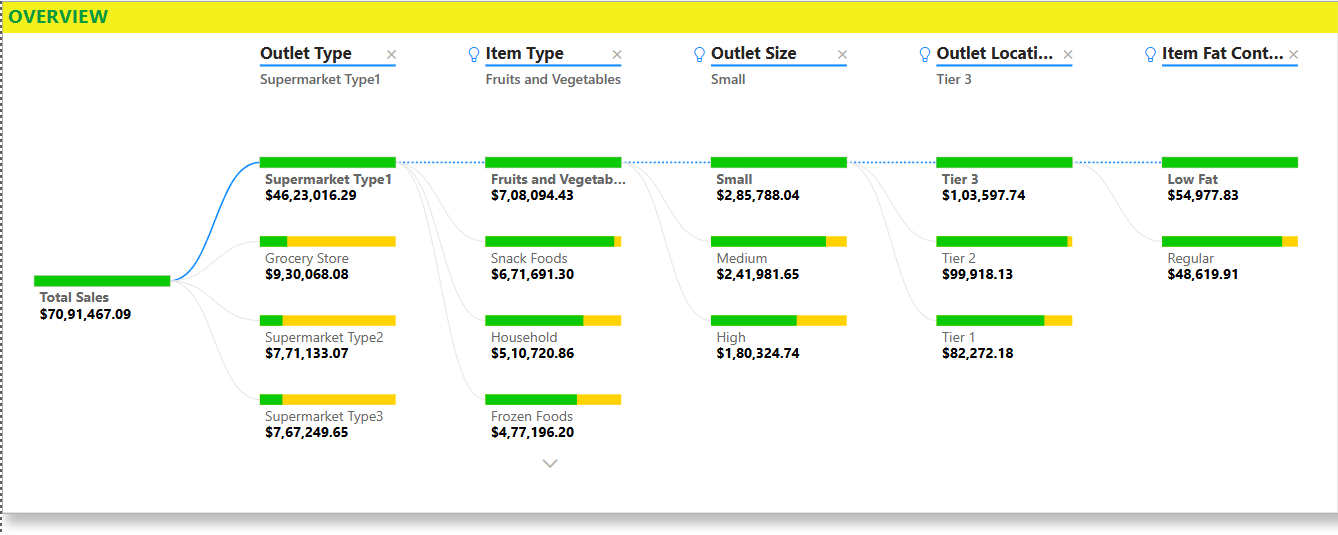 OVERVIEW
Outlet Type
Item Type
Outlet Size
Outlet Locati...
Item Fat Cont...
Supermarket Type1
Fruits and Vegetables
Small
Tier 3
Total Sales
$70,91,467.09
Supermarket Type1
$46,23,016.29
Grocery Store
$9,30,068.08
Supermarket Type2
$7,71,133.07
Supermarket Type3
$7,67,249.65
Fruits and Vegetab...
$7,08,094.43
Snack Foods
$6,71,691.30
Household
$5,10,720.86
Frozen Foods
$4,77,196.20
Small
$2,85,788.04
Medium
$2,41,981.65
High
$1,80,324.74
Tier 3
$1,03,597.74
Tier 2
$99,918.13
Tier 1
$82,272.18
Low Fat
$54,977.83
Regular
$48,619.91